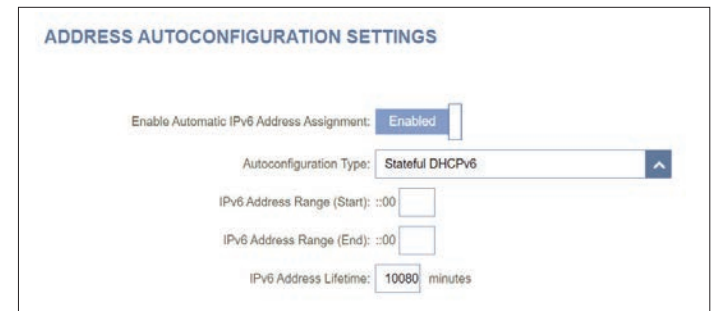 ADDRESS AUTOCONFIGURATION SETTINGS
Enable Automatic IPv6 Address Assignment: Enabled
Autoconfiguration Type: Stateful DHCPv6
IPv6 Address Range (Start): ::00
IPv6 Address Range (End): ::00
IPv6 Address Lifetime: 10080 minutes